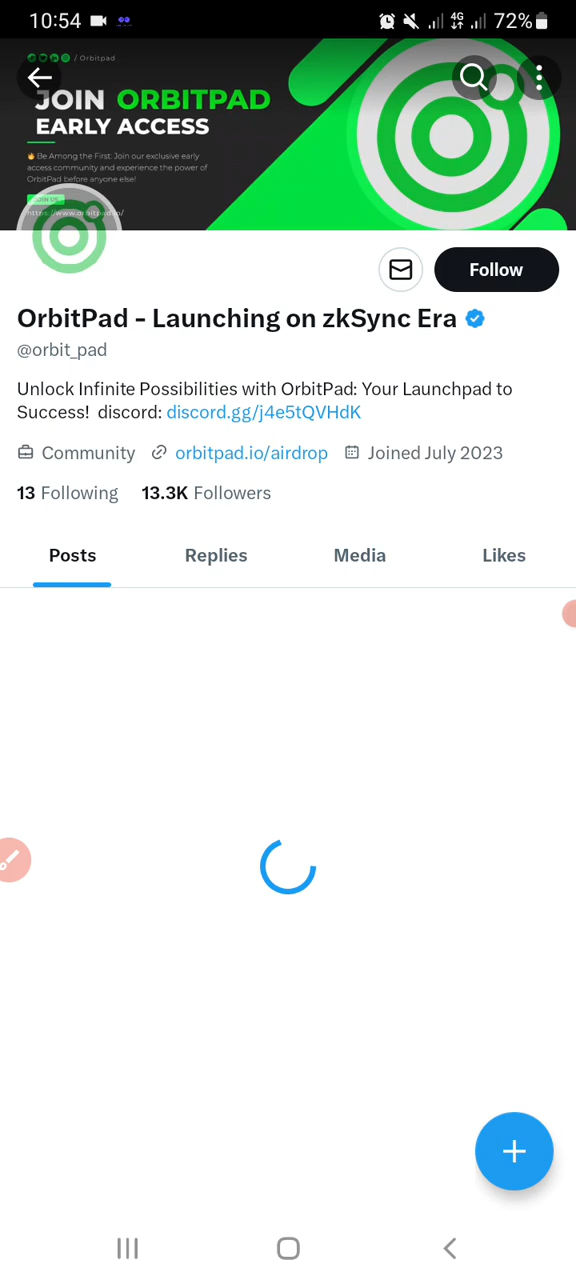 10:54
4G
72%
/ Orbitpad
JOIN ORBITPAD
EARLY ACCESS
🔥 Be Among the First: Join our exclusive early
access community and experience the power of
OrbitPad before anyone else!
JOIN US
https://www.orbitpad.io/
Follow
OrbitPad - Launching on zkSync Era
@orbit_pad
Unlock Infinite Possibilities with OrbitPad: Your Launchpad to
Success!  discord: discord.gg/j4e5tQVHdK
Community orbitpad.io/airdrop Joined July 2023
13 Following 13.3K Followers
Posts Replies Media Likes